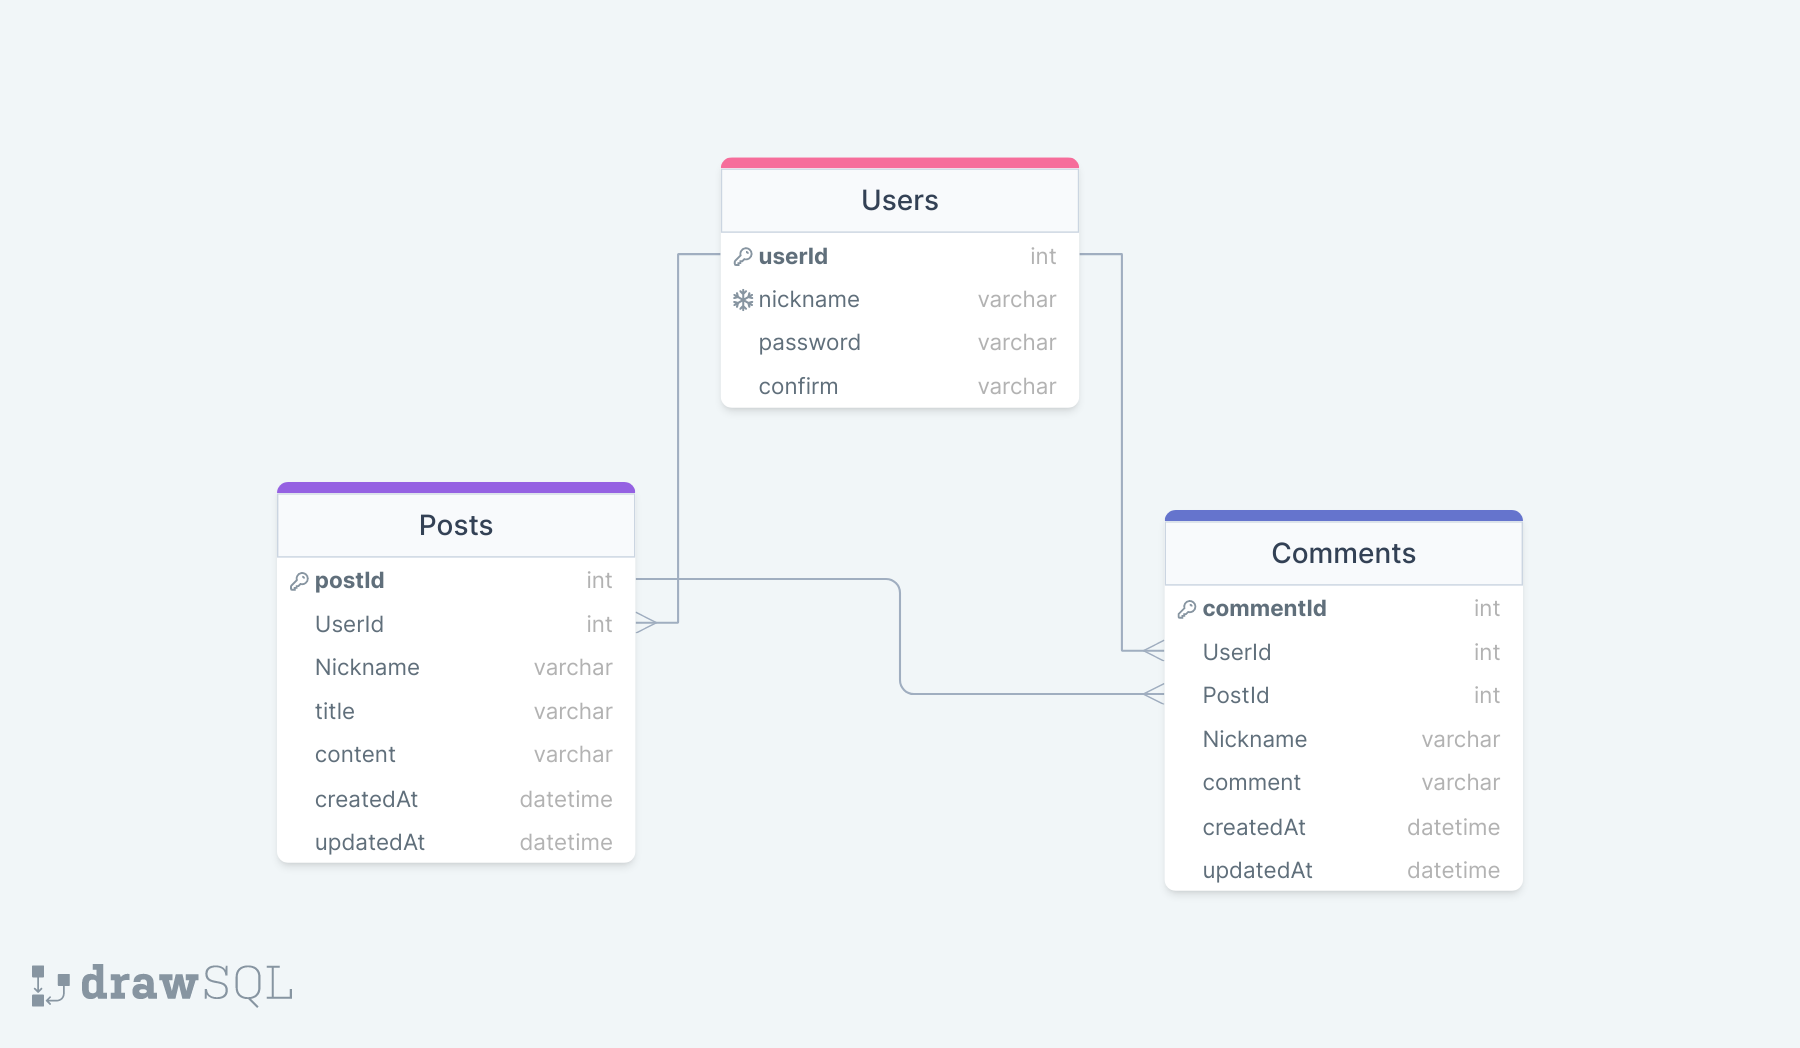 Users
userId int
nickname varchar
password varchar
confirm varchar
Posts
postId int
UserId int
Nickname varchar
title varchar
content varchar
createdAt datetime
updatedAt datetime
Comments
commentId int
UserId int
PostId int
Nickname varchar
comment varchar
createdAt datetime
updatedAt datetime
drawSQL